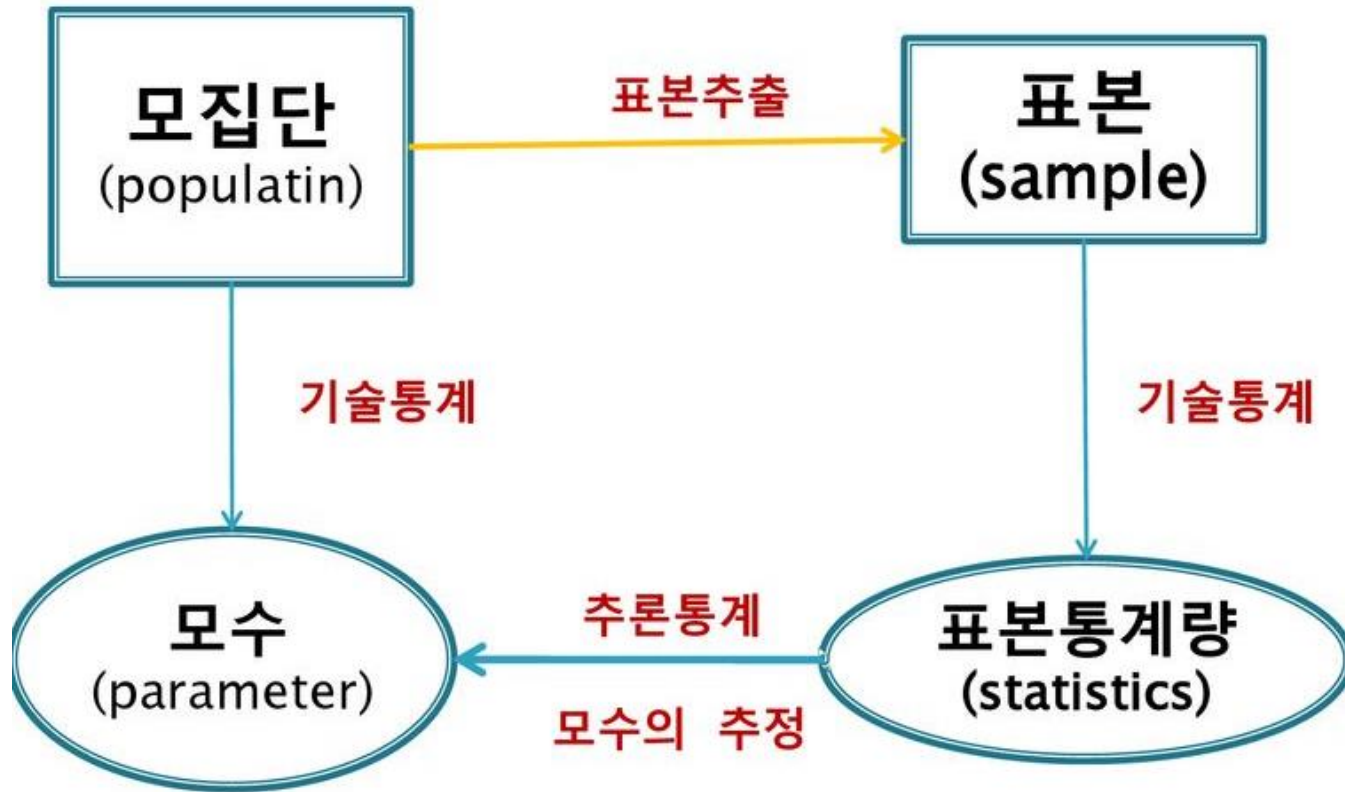 모집단
(populatin)
표본추출
표본
(sample)
기술통계
기술통계
모수
(parameter)
추론통계
모수의 추정
표본통계량
(statistics)